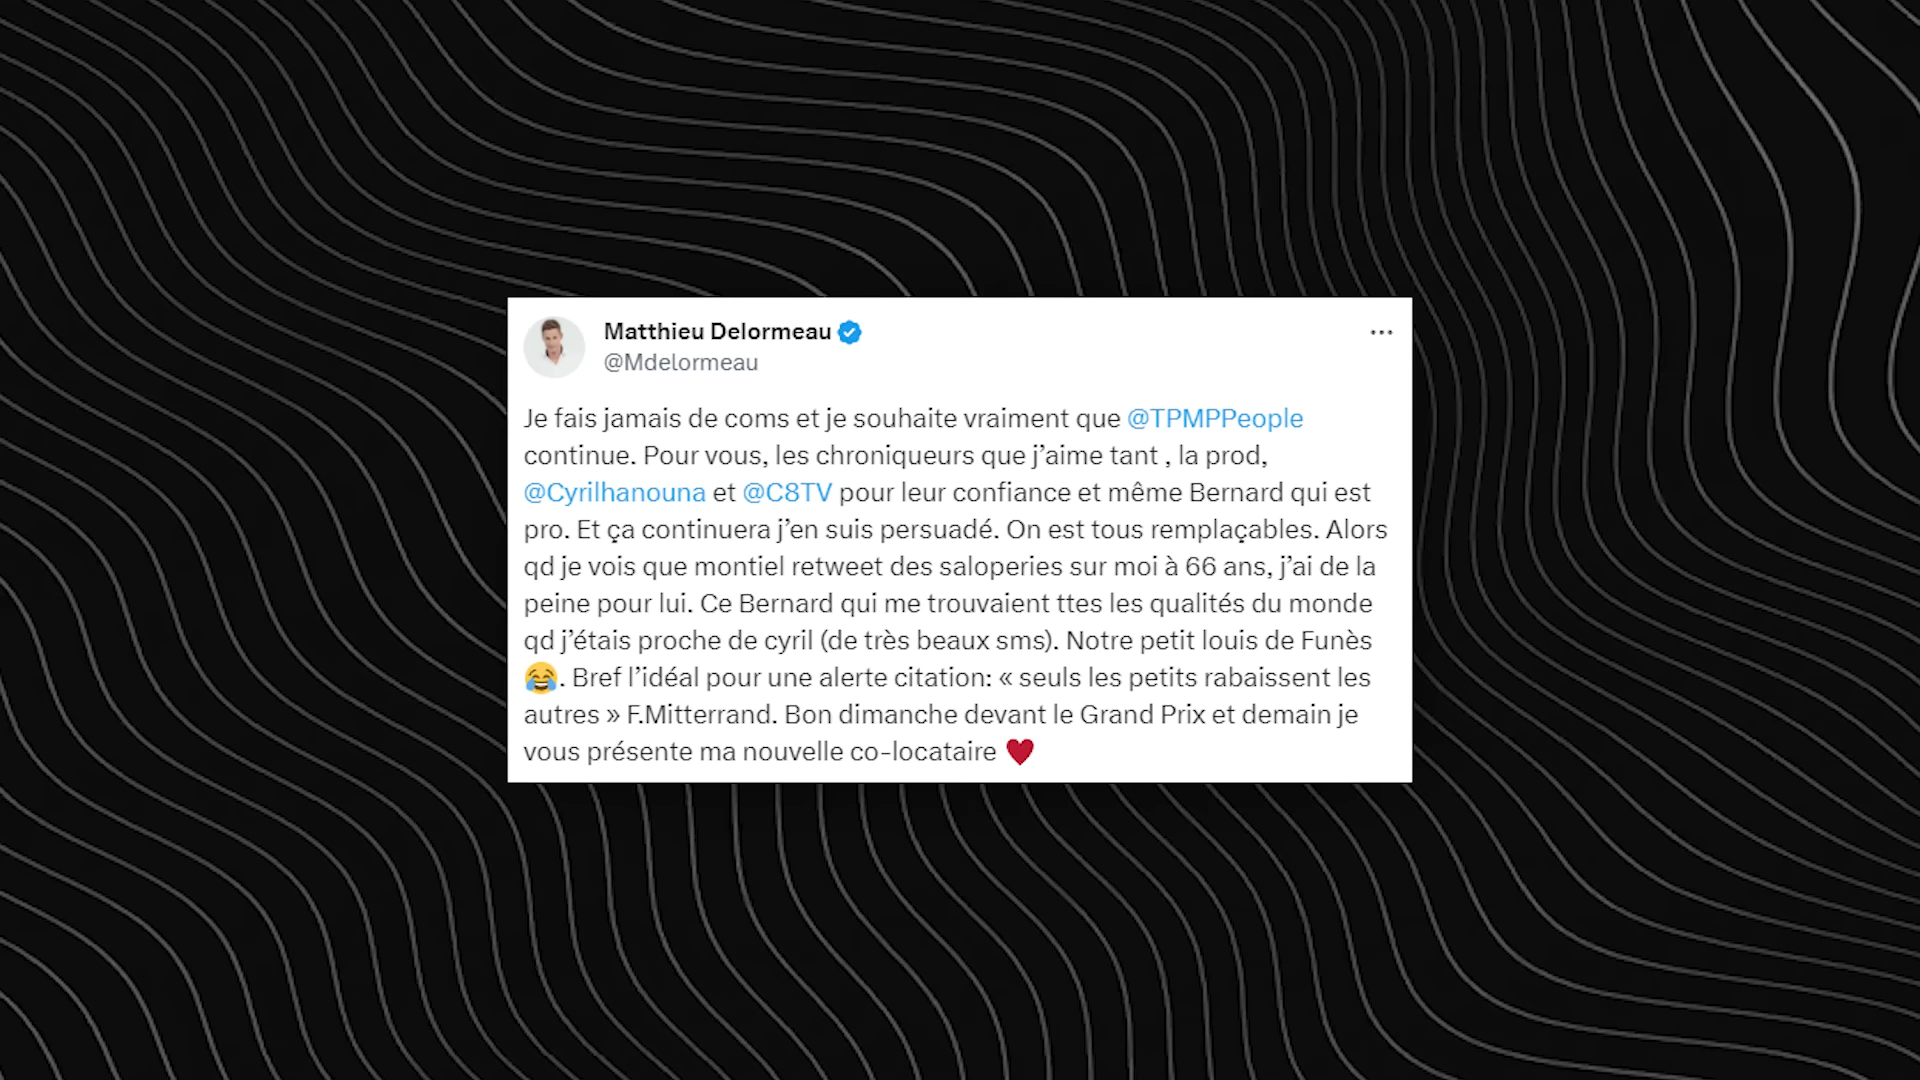 Matthieu Delormeau
@Mdelormeau
Je fais jamais de coms et je souhaite vraiment que @TPMPPeople
continue. Pour vous, les chroniqueurs que j’aime tant , la prod,
@Cyrilhanouna et @C8TV pour leur confiance et même Bernard qui est
pro. Et ça continuera j’en suis persuadé. On est tous remplaçables. Alors
qd je vois que montiel retweet des saloperies sur moi à 66 ans, j’ai de la
peine pour lui. Ce Bernard qui me trouvaient ttes les qualités du monde
qd j’étais proche de cyril (de très beaux sms). Notre petit louis de Funès
😂. Bref l’idéal pour une alerte citation: « seuls les petits rabaissent les
autres » F.Mitterrand. Bon dimanche devant le Grand Prix et demain je
vous présente ma nouvelle co-locataire ♥